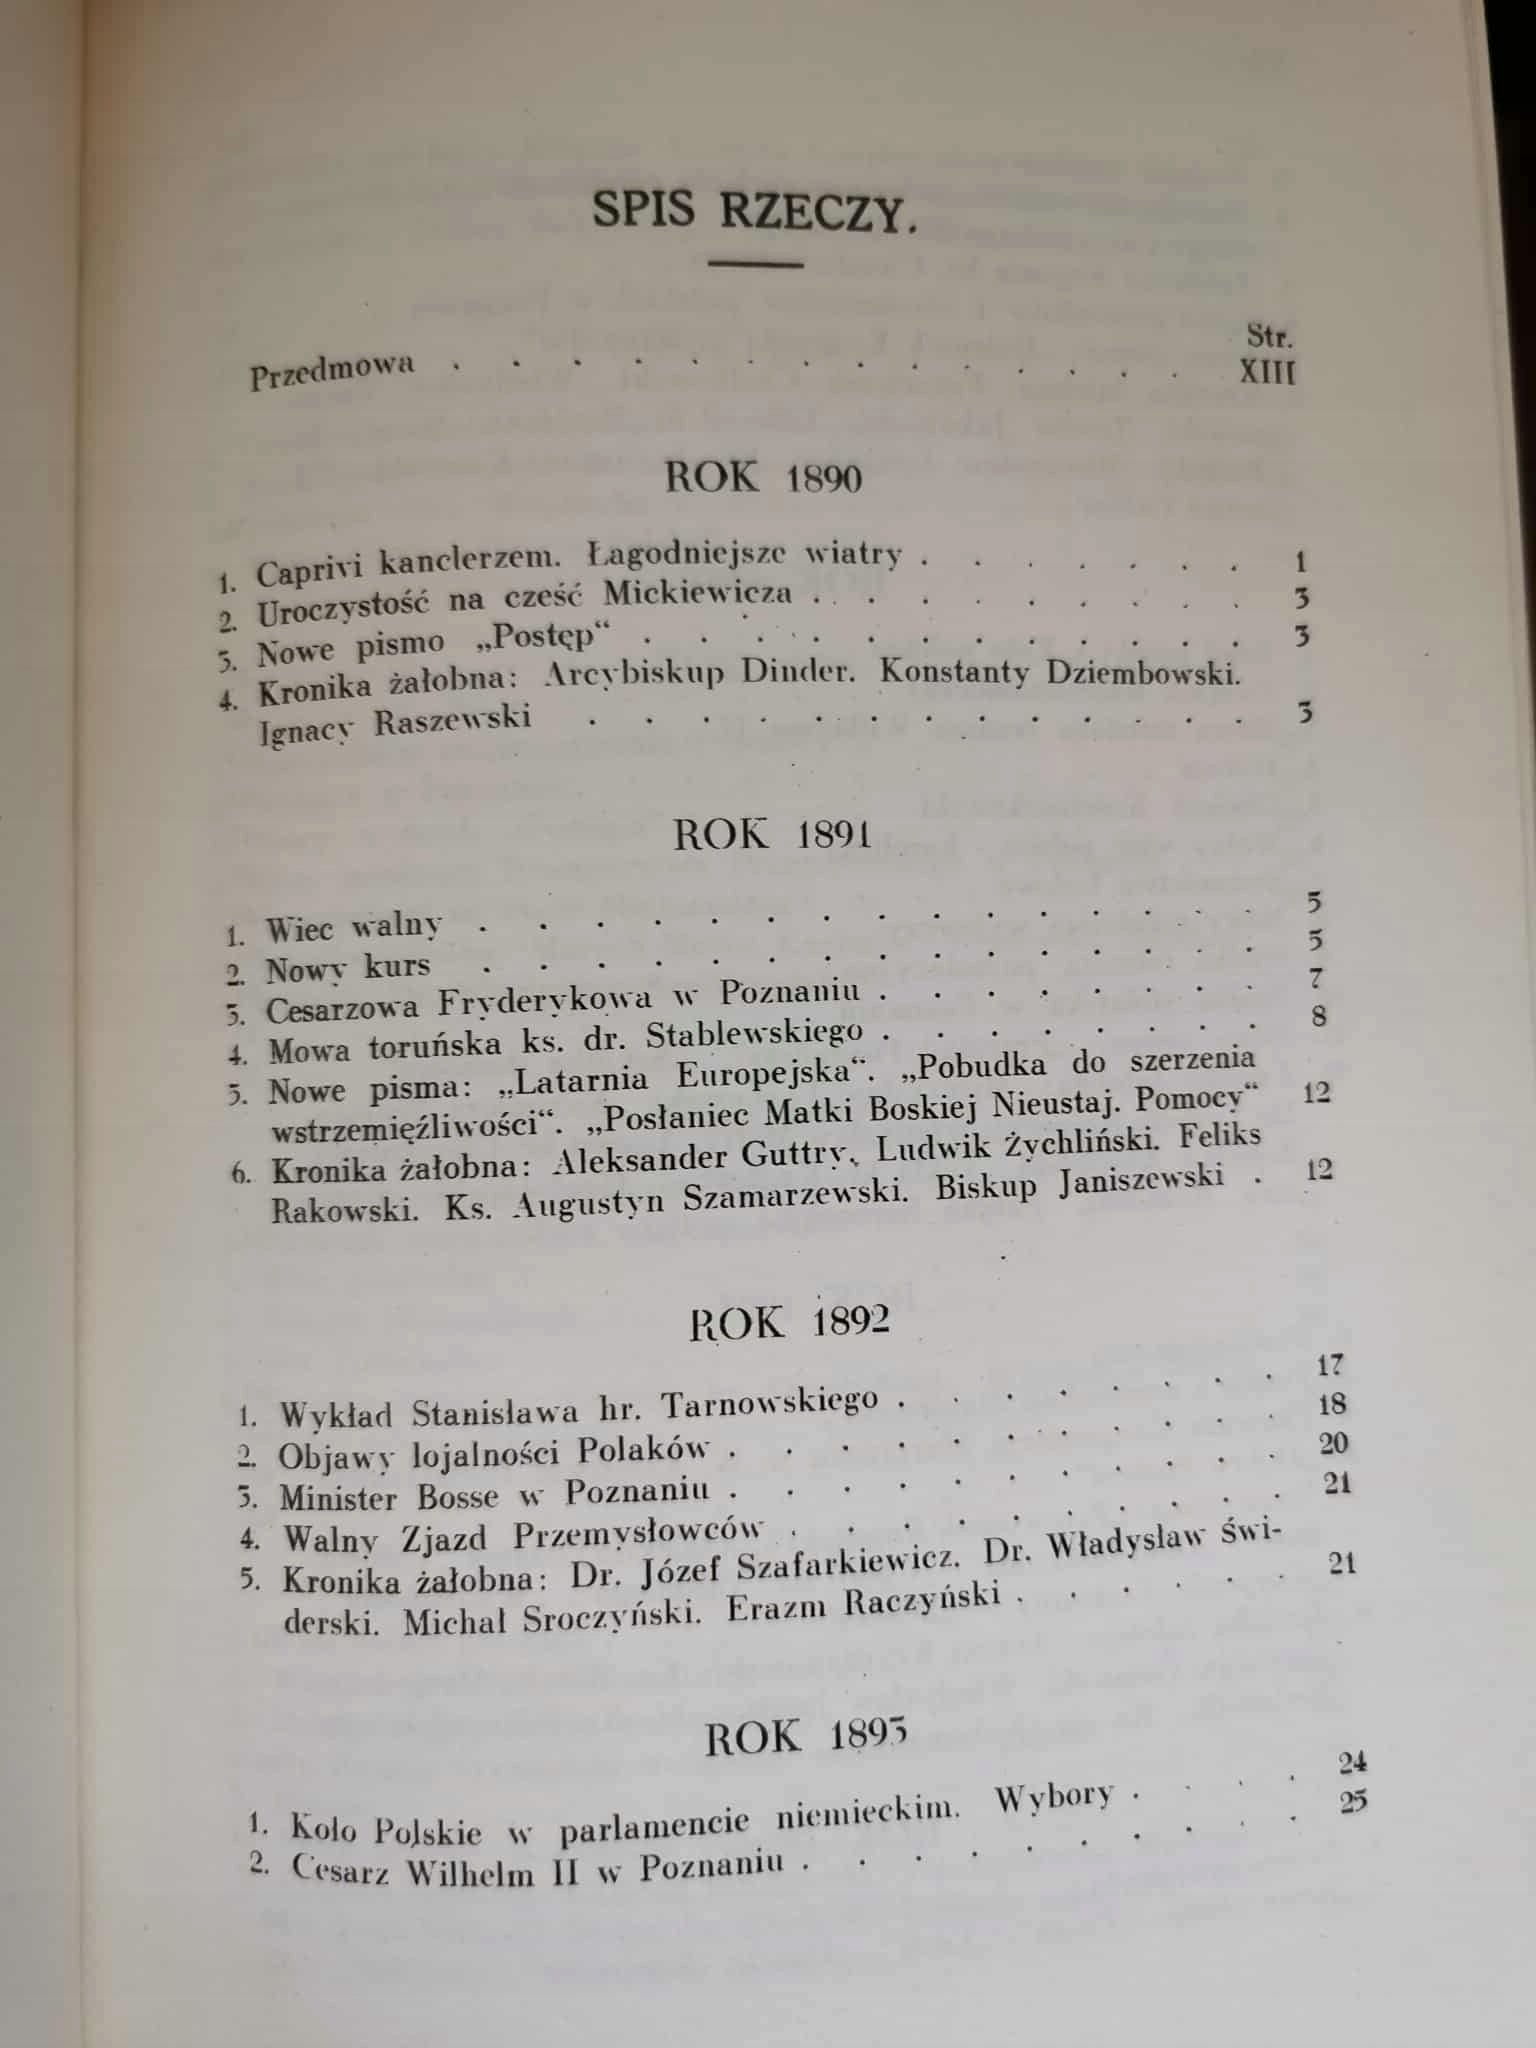 SPIS RZECZY.
Str.
Przedmowa . . . . . . . . . . . . . XIII
ROK 1890
1. Caprivi kanclerzem. Łagodniejsze wiatry . . . . . . . 1
2. Uroczystość na cześć Mickiewicza . . . . . . . . . 3
3. Nowe pismo „Postęp“ . . . . . . . . . . . 3
4. Kronika żałobna: Arcybiskup Dinder. Konstanty Dziembowski.
Ignacy Raszewski . . . . . . . . . . . . 3
ROK 1891
1. Wiec walny . . . . . . . . . . . . . . 5
2. Nowy kurs . . . . . . . . . . . . . . 5
3. Cesarzowa Fryderykowa w Poznaniu . . . . . . . . 7
4. Mowa toruńska ks. dr. Stablewskiego . . . . . . . . 8
5. Nowe pisma: „Latarnia Europejska“. „Pobudka do szerzenia
wstrzemięźliwości“. „Posłaniec Matki Boskiej Nieustaj. Pomocy“ 12
6. Kronika żałobna: Aleksander Guttry, Ludwik Żychliński. Feliks
Rakowski. Ks. Augustyn Szamarzewski. Biskup Janiszewski . 12
ROK 1892
1. Wykład Stanisława hr. Tarnowskiego . . . . . . . . 17
2. Objawy lojalności Polaków . . . . . . . . . . 18
3. Minister Bosse w Poznaniu . . . . . . . . . . 20
4. Walny Zjazd Przemysłowców . . . . . . . . . 21
5. Kronika żałobna: Dr. Józef Szafarkiewicz. Dr. Władysław Świ-
derski. Michał Sroczyński. Erazm Raczyński . . . . . . 21
ROK 1893
1. Koło Polskie w parlamencie niemieckim. Wybory . . . . 24
2. Cesarz Wilhelm II w Poznaniu . . . . . . . . . . 25